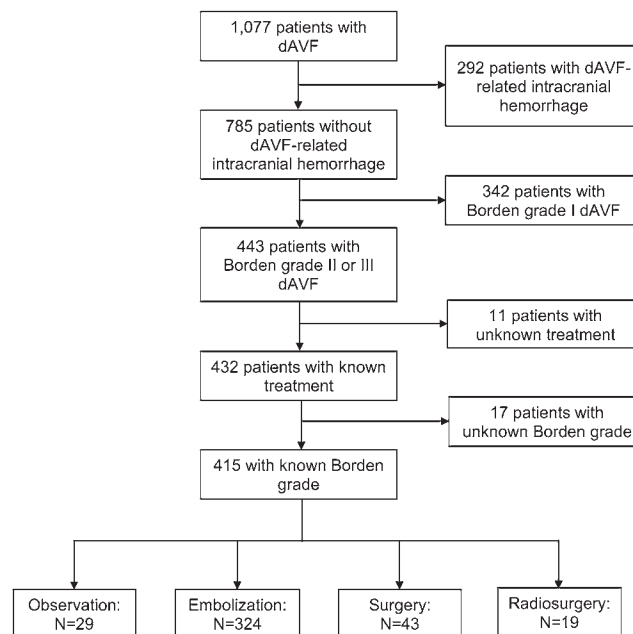 1,077 patients with
dAVF
292 patients with dAVF-
related intracranial
hemorrhage
785 patients without
dAVF-related
intracranial hemorrhage
342 patients with
Borden grade I dAVF
443 patients with
Borden grade II or III
dAVF
11 patients with
unknown treatment
432 patients with known
treatment
17 patients with
unknown Borden grade
415 with known Borden
grade
Observation:
N=29
Embolization:
N=324
Surgery:
N=43
Radiosurgery:
N=19